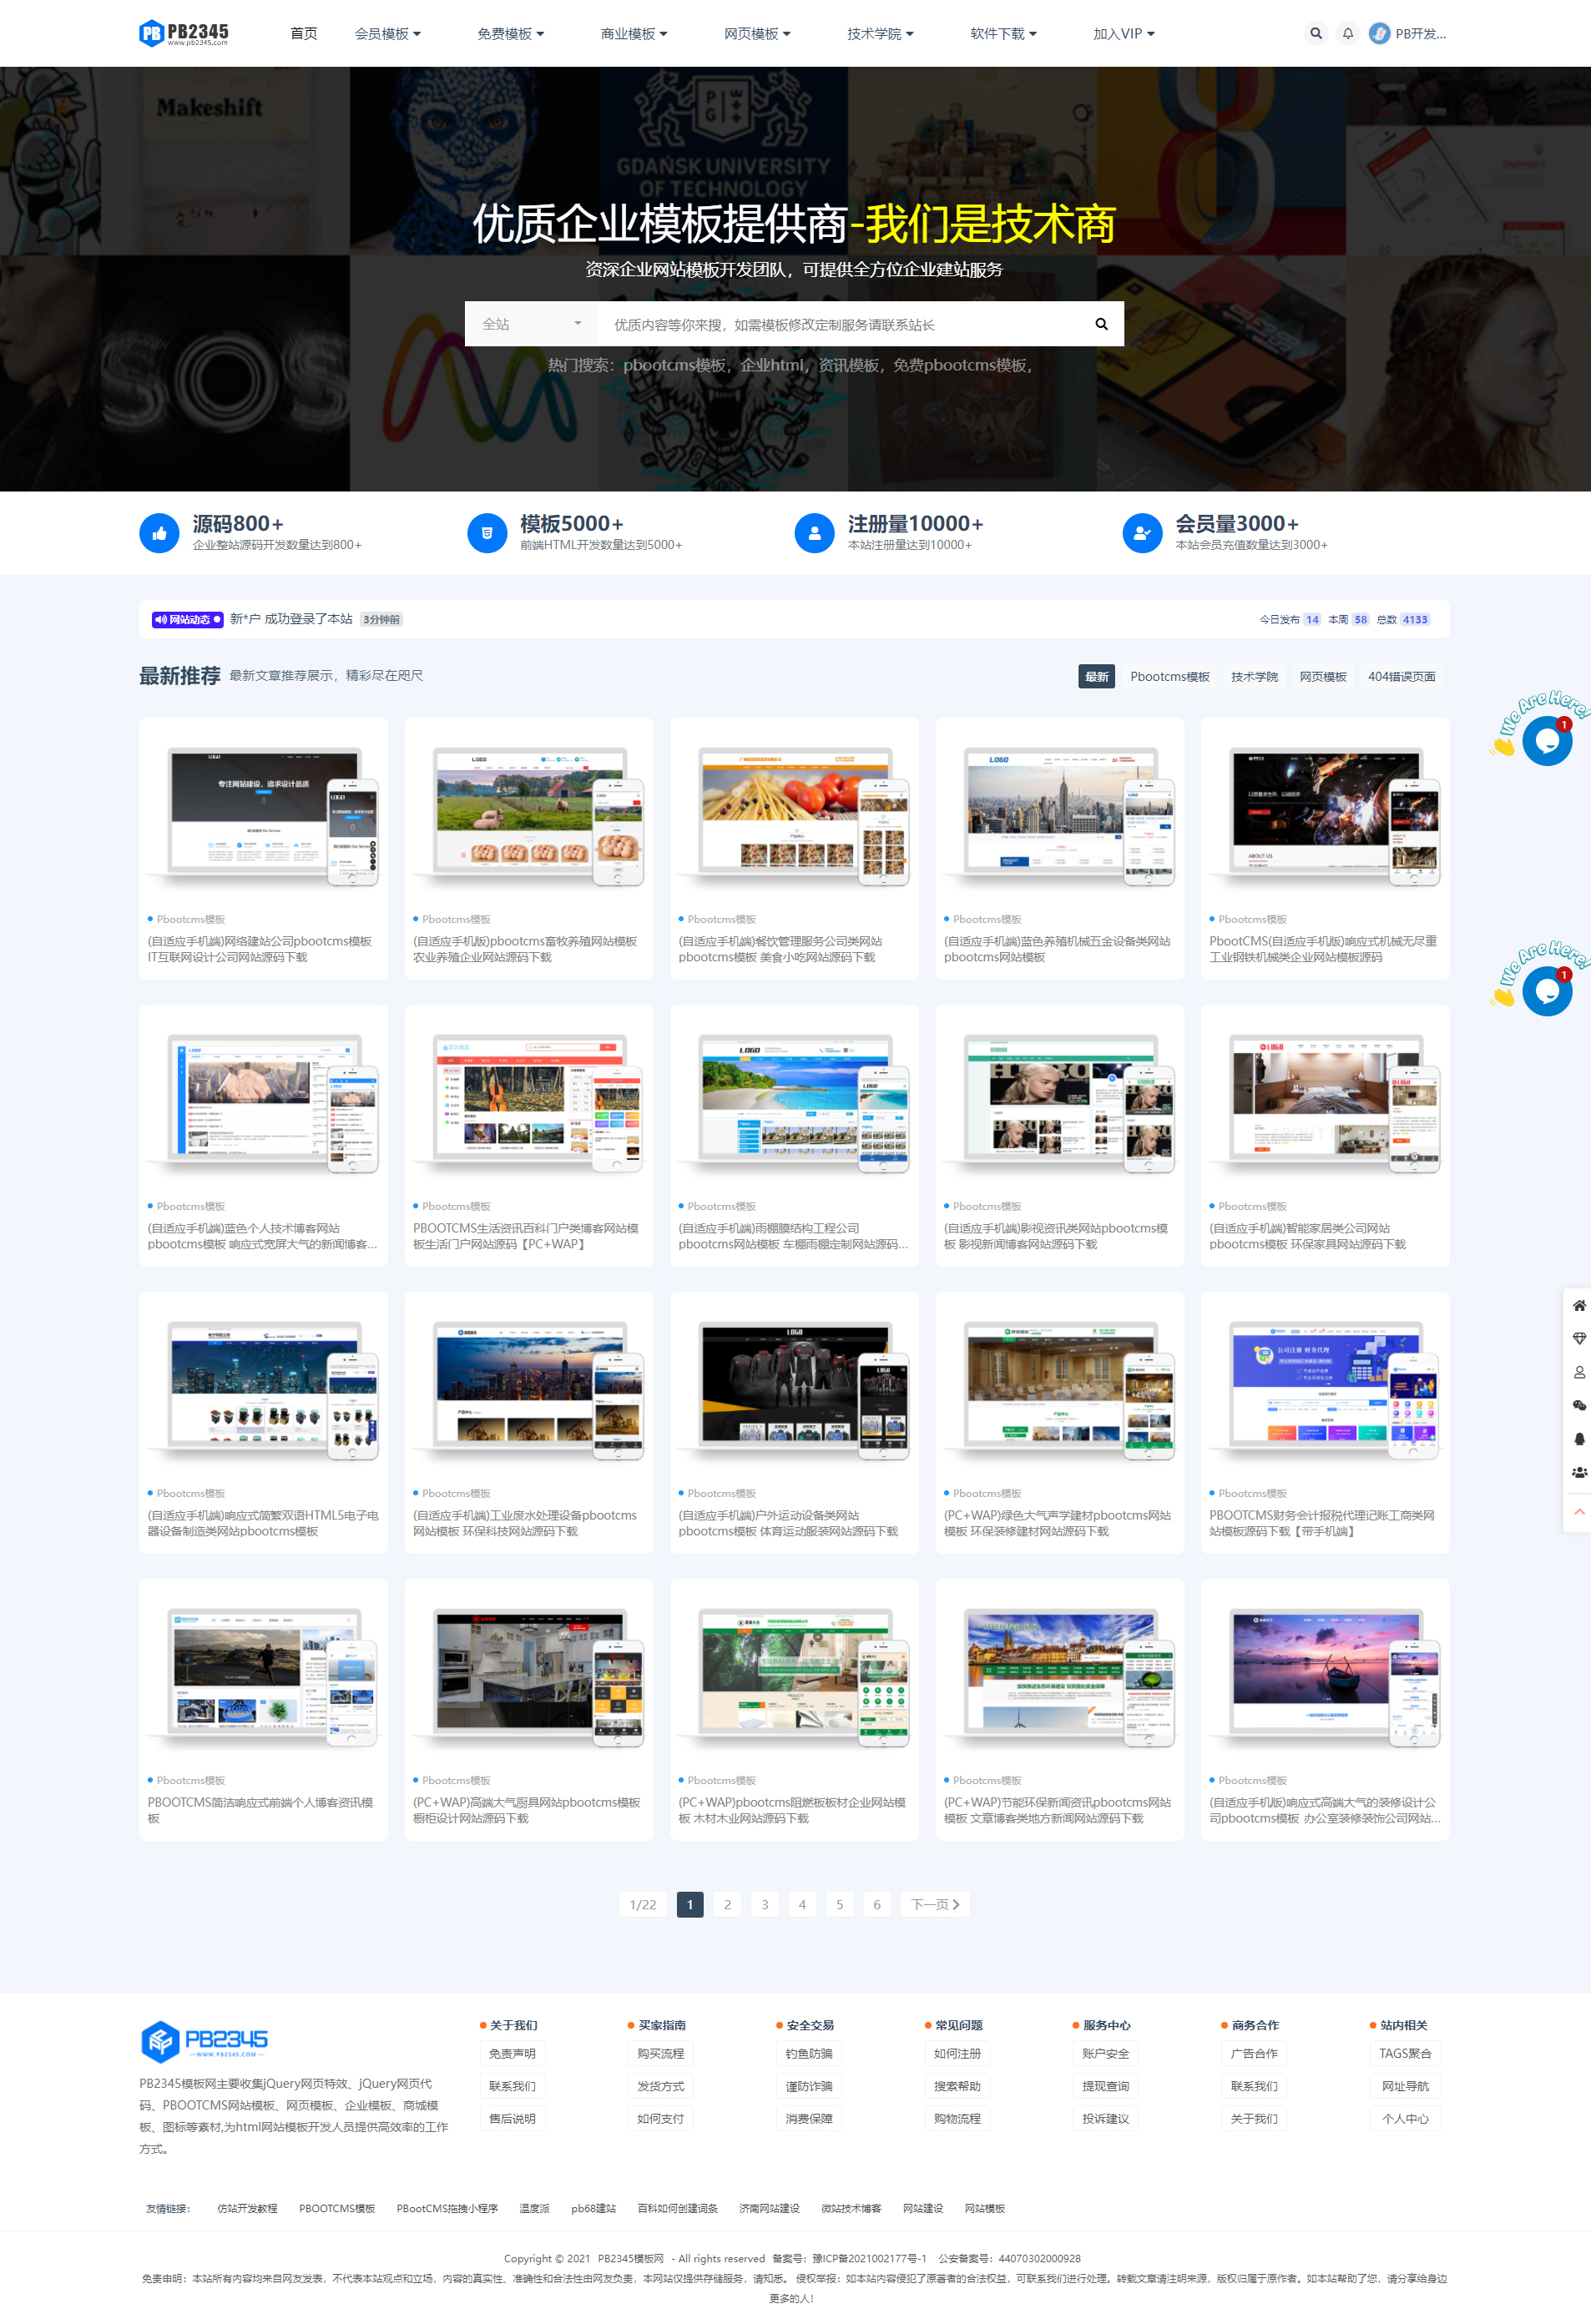 PB2345
www.pb2345.com
首页 会员模板 免费模板 商业模板 网页模板 技术学院 软件下载 加入VIP PB开发...
Makeshift
GDAŃSK UNIVERSITY
OF TECHNOLOGY
优质企业模板提供商-我们是技术商
资深企业网站模板开发团队，可提供全方位企业建站服务
全站 优质内容等你来搜，如需模板修改定制服务请联系站长
热门搜索：pbootcms模板，企业html，资讯模板，免费pbootcms模板，
源码800+ 模板5000+ 注册量10000+ 会员量3000+
企业整站源码开发数量达到800+ 前端HTML开发数量达到5000+ 本站注册量达到10000+ 本站会员充值数量达到3000+
网站动态 新*户 成功登录了本站 3分钟前 今日发布 14 本周 58 总数 4133
最新推荐 最新文章推荐展示，精彩尽在咫尺 最新 Pbootcms模板 技术学院 网页模板 404错误页面
We Are Here!
1
Pbootcms模板 Pbootcms模板 Pbootcms模板 Pbootcms模板 Pbootcms模板
(自适应手机端)网络建站公司pbootcms模板
IT互联网设计公司网站源码下载
(自适应手机版)pbootcms畜牧养殖网站模板
农业养殖企业网站源码下载
(自适应手机端)餐饮管理服务公司类网站
pbootcms模板 美食小吃网站源码下载
(自适应手机端)蓝色养殖机械五金设备类网站
pbootcms网站模板
PbootCMS(自适应手机版)响应式机械无尽重
工业钢铁机械类企业网站模板源码
We Are Here!
1
Pbootcms模板 Pbootcms模板 Pbootcms模板 Pbootcms模板 Pbootcms模板
(自适应手机端)蓝色个人技术博客网站
pbootcms模板 响应式宽屏大气的新闻博客...
PBOOTCMS生活资讯百科门户类博客网站模
板生活门户网站源码【PC+WAP】
(自适应手机端)雨棚膜结构工程公司
pbootcms网站模板 车棚雨棚定制网站源码...
(自适应手机端)影视资讯类网站pbootcms模
板 影视新闻博客网站源码下载
(自适应手机端)智能家居类公司网站
pbootcms模板 环保家具网站源码下载
Pbootcms模板 Pbootcms模板 Pbootcms模板 Pbootcms模板 Pbootcms模板
(自适应手机端)响应式简繁双语HTML5电子电
器设备制造类网站pbootcms模板
(自适应手机端)工业废水处理设备pbootcms
网站模板 环保科技网站源码下载
(自适应手机端)户外运动设备类网站
pbootcms模板 体育运动服装网站源码下载
(PC+WAP)绿色大气声学建材pbootcms网站
模板 环保装修建材网站源码下载
PBOOTCMS财务会计报税代理记账工商类网
站模板源码下载【带手机端】
Pbootcms模板 Pbootcms模板 Pbootcms模板 Pbootcms模板 Pbootcms模板
PBOOTCMS简洁响应式前端个人博客资讯模
板
(PC+WAP)高端大气厨具网站pbootcms模板
橱柜设计网站源码下载
(PC+WAP)pbootcms阻燃板板材企业网站模
板 木材木业网站源码下载
(PC+WAP)节能环保新闻资讯pbootcms网站
模板 文章博客类地方新闻网站源码下载
(自适应手机版)响应式高端大气的装修设计公
司pbootcms模板 办公室装修装饰公司网站...
1/22 1 2 3 4 5 6 下一页
PB2345
WWW.PB2345.COM
PB2345模板网主要收集jQuery网页特效、jQuery网页代
码、PBOOTCMS网站模板、网页模板、企业模板、商城模
板、图标等素材,为html网站模板开发人员提供高效率的工作
方式。
关于我们 买家指南 安全交易 常见问题 服务中心 商务合作 站内相关
免责声明 购买流程 钓鱼防骗 如何注册 账户安全 广告合作 TAGS聚合
联系我们 发货方式 谨防诈骗 搜索帮助 提现查询 联系我们 网址导航
售后说明 如何支付 消费保障 购物流程 投诉建议 关于我们 个人中心
友情链接： 仿站开发教程 PBOOTCMS模板 PBootCMS拖拽小程序 温度派 pb68建站 百科如何创建词条 济南网站建设 微站技术博客 网站建设 网站模板
Copyright © 2021 PB2345模板网 - All rights reserved 备案号：豫ICP备2021002177号-1 公安备案号：44070302000928
免责申明：本站所有内容均来自网友发表，不代表本站观点和立场，内容的真实性、准确性和合法性由网友负责，本网站仅提供存储服务，请知悉。 侵权举报：如本站内容侵犯了原著者的合法权益，可联系我们进行处理。转载文章请注明来源，版权归属于原作者。如本站帮助了您，请分享给身边
更多的人！